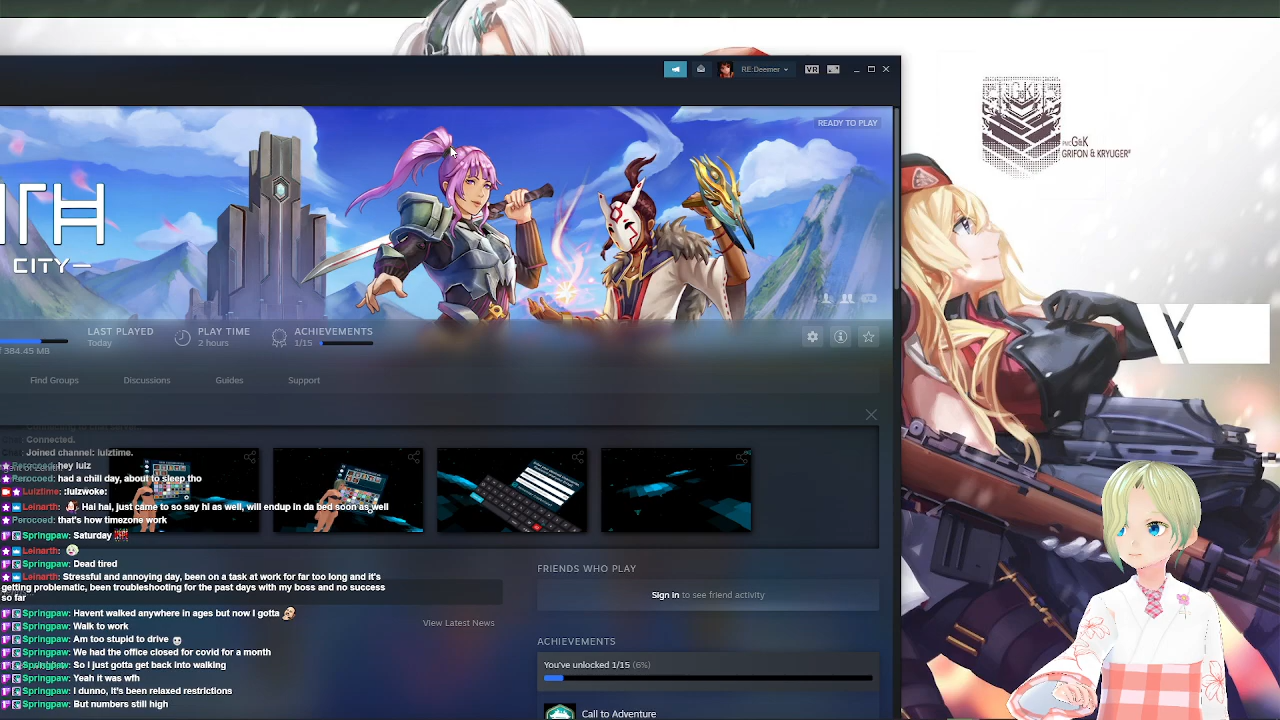 RE:Deemer
VR
READY TO PLAY
CITY
384.45 MB
LAST PLAYED
Today
PLAY TIME
2 hours
ACHIEVEMENTS
1/15
Find Groups
Discussions
Guides
Support
PMC G&K
GRIFON & KRYUGER
Connected.
Joined channel: luiztime.
Perocoed: hey luiz
Perocoed: had a chill day, about to sleep tho
Luiztime: :luizwoke:
Leinarth: Hai hai, just came to so say hi as well, will endup in da bed soon as well
Perocoed: that's how timezone work
Springpaw: Saturday
Leinarth:
Springpaw: Dead tired
Leinarth: Stressful and annoying day, been on a task at work for far too long and it's
getting problematic, been troubleshooting for the past days with my boss and no success
so far
Springpaw: Havent walked anywhere in ages but now I gotta
Springpaw: Walk to work
Springpaw: Am too stupid to drive
Springpaw: We had the office closed for covid for a month
Springpaw: So I just gotta get back into walking
Springpaw: Yeah it was wfh
Springpaw: I dunno, it's been relaxed restrictions
Springpaw: But numbers still high
View Latest News
FRIENDS WHO PLAY
Sign In to see friend activity
ACHIEVEMENTS
You've unlocked 1/15 (6%)
Call to Adventure